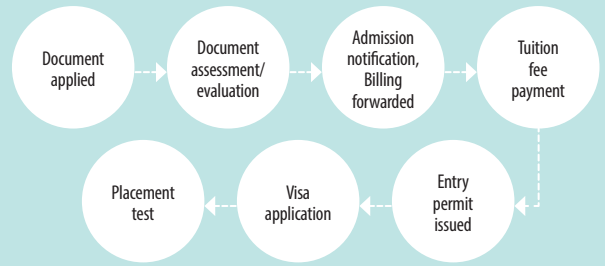 Document
applied
Document
assessment/
evaluation
Admission
notification,
Billing
forwarded
Tuition
fee
payment
Entry
permit
issued
Visa
application
Placement
test